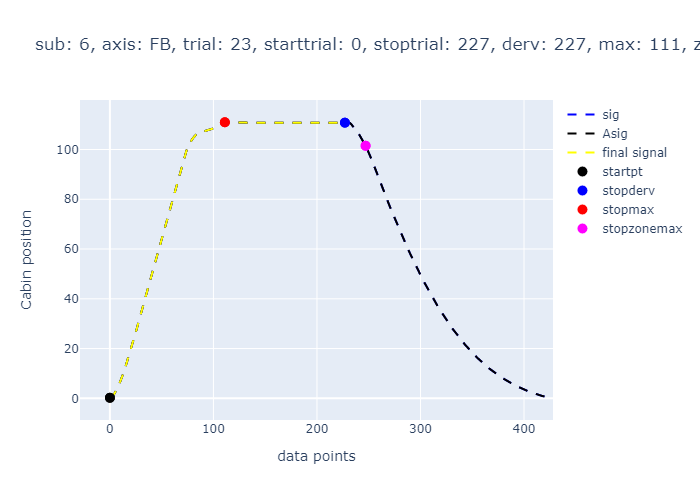 sub: 6, axis: FB, trial: 23, starttrial: 0, stoptrial: 227, derv: 227, max: 111, z
sig
Asig
final signal
startpt
stopderv
stopmax
stopzonemax
Cabin position
100
80
60
40
20
0
0 100 200 300 400
data points